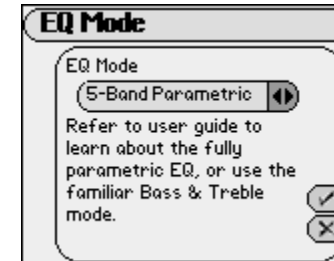 EQ Mode
EQ Mode
5-Band Parametric
Refer to user guide to
learn about the fully
parametric EQ, or use the
familiar Bass & Treble
mode.